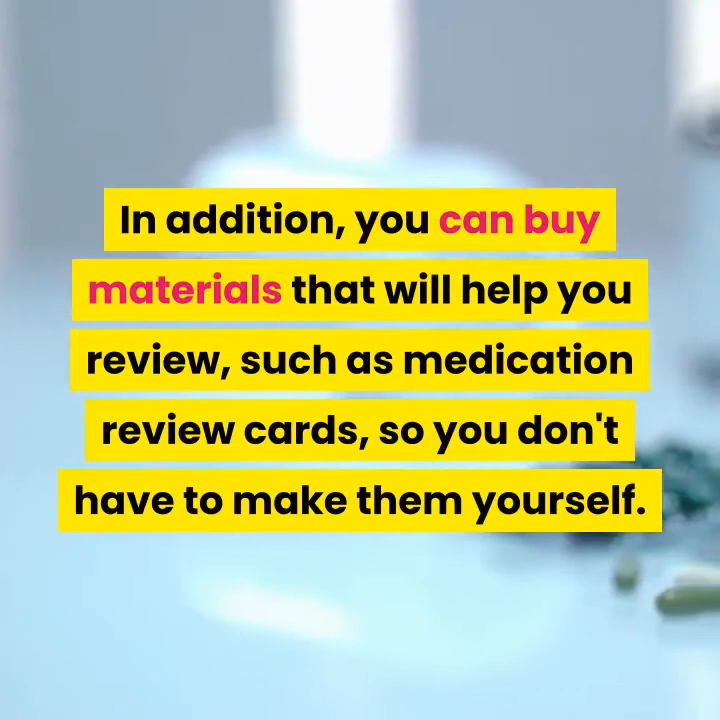 In addition, you can buy
materials that will help you
review, such as medication
review cards, so you don't
have to make them yourself.